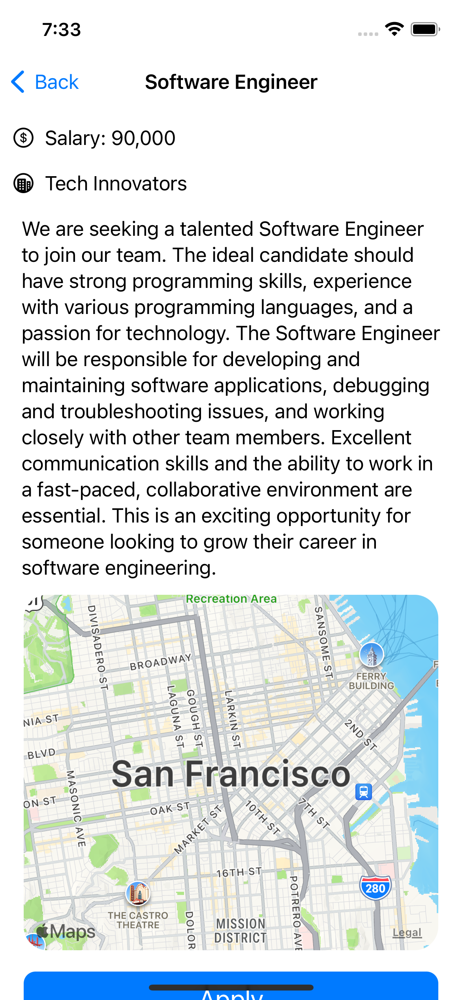 7:33
Back
Software Engineer
$
Salary: 90,000
Tech Innovators
We are seeking a talented Software Engineer
to join our team. The ideal candidate should
have strong programming skills, experience
with various programming languages, and a
passion for technology. The Software Engineer
will be responsible for developing and
maintaining software applications, debugging
and troubleshooting issues, and working
closely with other team members. Excellent
communication skills and the ability to work in
a fast-paced, collaborative environment are
essential. This is an exciting opportunity for
someone looking to grow their career in
software engineering.
Recreation Area
DIVISADERO ST
SANSOME ST
BROADWAY
FERRY
BUILDING
LAGUNA ST
GOUGH ST
LARKIN ST
NIA ST
2ND ST
BLVD
San Francisco
MASONIC AVE
ON ST
OAK ST
MARKET ST
10TH ST
7TH ST
16TH ST
POTRERO AVE
280
CASTRO
THE CASTRO
THEATRE
DOLOR
MISSION
DISTRICT
Maps
Legal
Apply